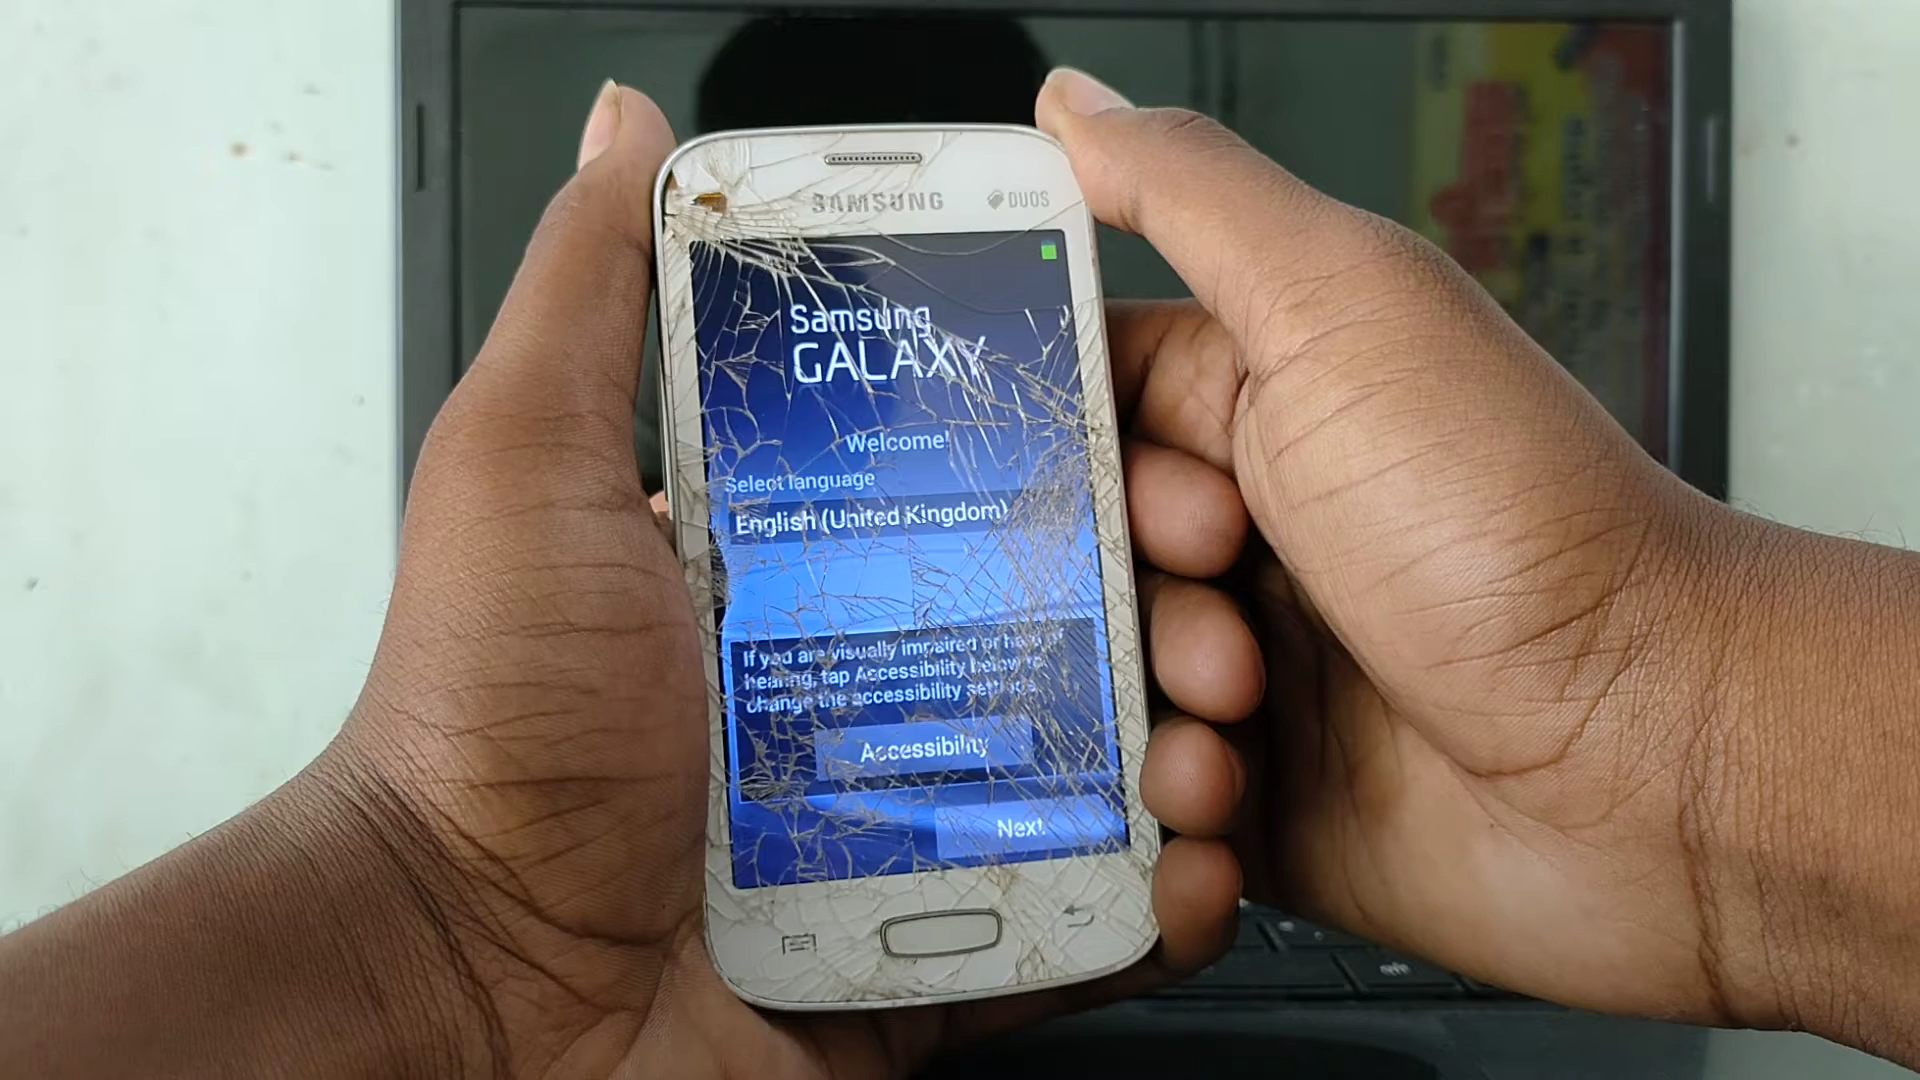 SAMSUNG
DUOS
Samsung
GALAXY
Welcome!
Select language
English (United Kingdom)
If you are visually impaired or hard of
hearing, tap Accessibility below to
change the accessibility settings
Accessibility
Next